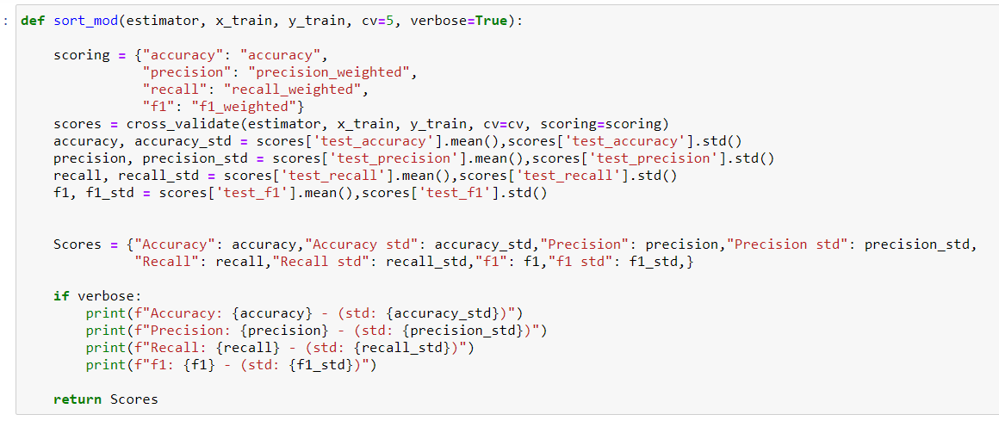 : def sort_mod(estimator, x_train, y_train, cv=5, verbose=True):
scoring = {"accuracy": "accuracy",
"precision": "precision_weighted",
"recall": "recall_weighted",
"f1": "f1_weighted"}
scores = cross_validate(estimator, x_train, y_train, cv=cv, scoring=scoring)
accuracy, accuracy_std = scores['test_accuracy'].mean(),scores['test_accuracy'].std()
precision, precision_std = scores['test_precision'].mean(),scores['test_precision'].std()
recall, recall_std = scores['test_recall'].mean(),scores['test_recall'].std()
f1, f1_std = scores['test_f1'].mean(),scores['test_f1'].std()
Scores = {"Accuracy": accuracy,"Accuracy std": accuracy_std,"Precision": precision,"Precision std": precision_std,
"Recall": recall,"Recall std": recall_std,"f1": f1,"f1 std": f1_std,}
if verbose:
print(f"Accuracy: {accuracy} - (std: {accuracy_std})")
print(f"Precision: {precision} - (std: {precision_std})")
print(f"Recall: {recall} - (std: {recall_std})")
print(f"f1: {f1} - (std: {f1_std})")
return Scores